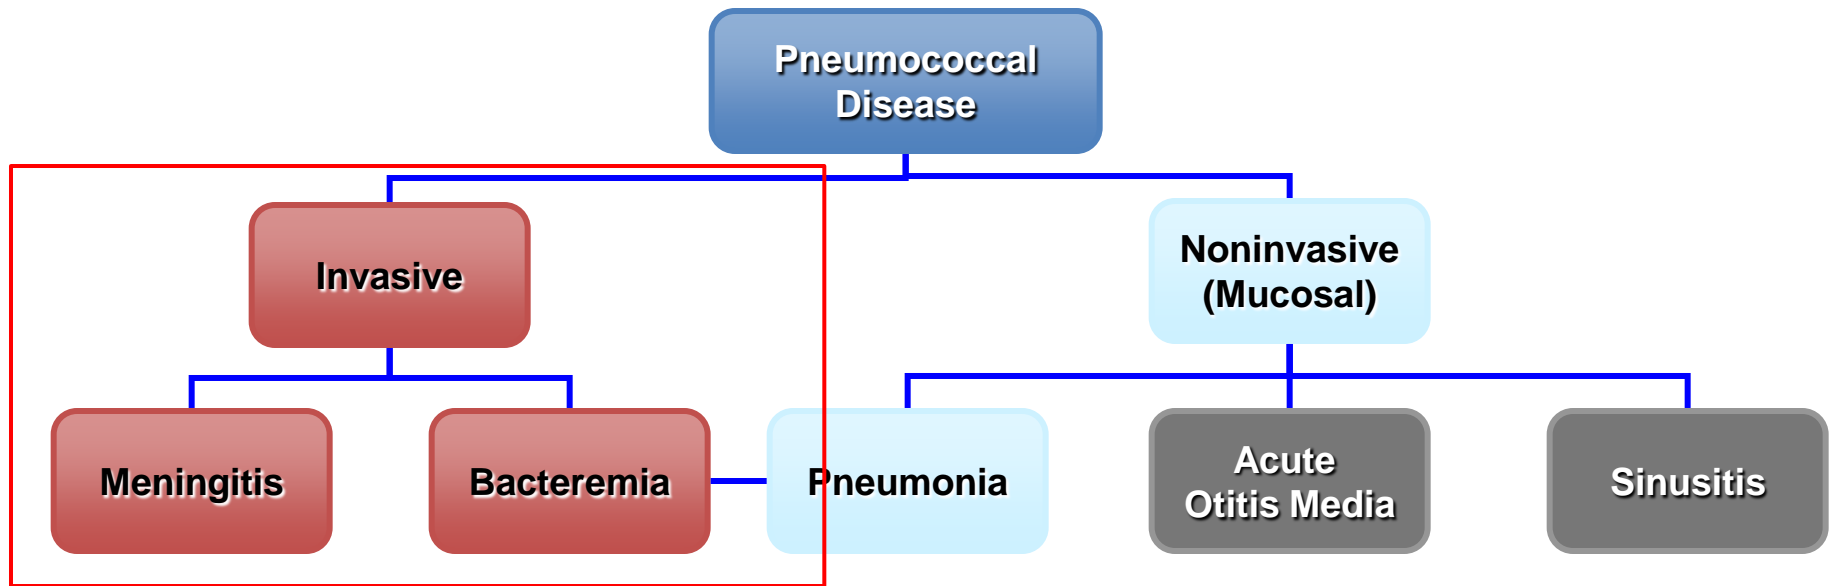 Pneumococcal
Disease
Invasive
Noninvasive
(Mucosal)
Meningitis
Bacteremia
Pneumonia
Acute
Otitis Media
Sinusitis